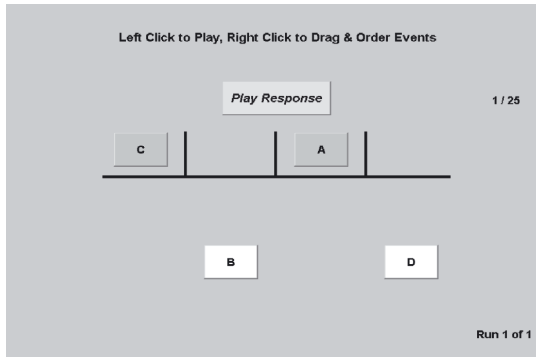 Left Click to Play, Right Click to Drag & Order Events
Play Response
1 / 25
C
A
B
D
Run 1 of 1